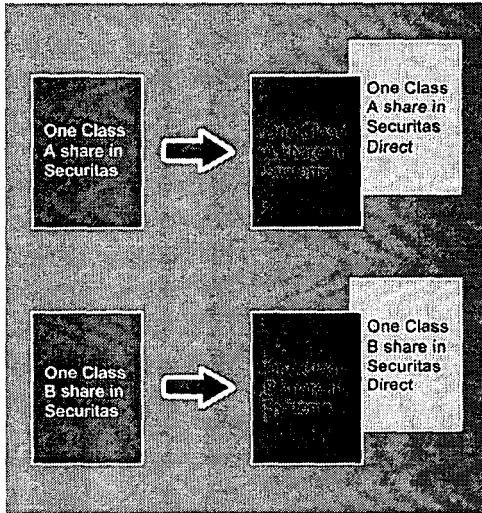 One Class
A share in
Securitas
One Class
A share in
Securitas
Direct
One Class
B share in
Securitas
One Class
B share in
Securitas
Direct